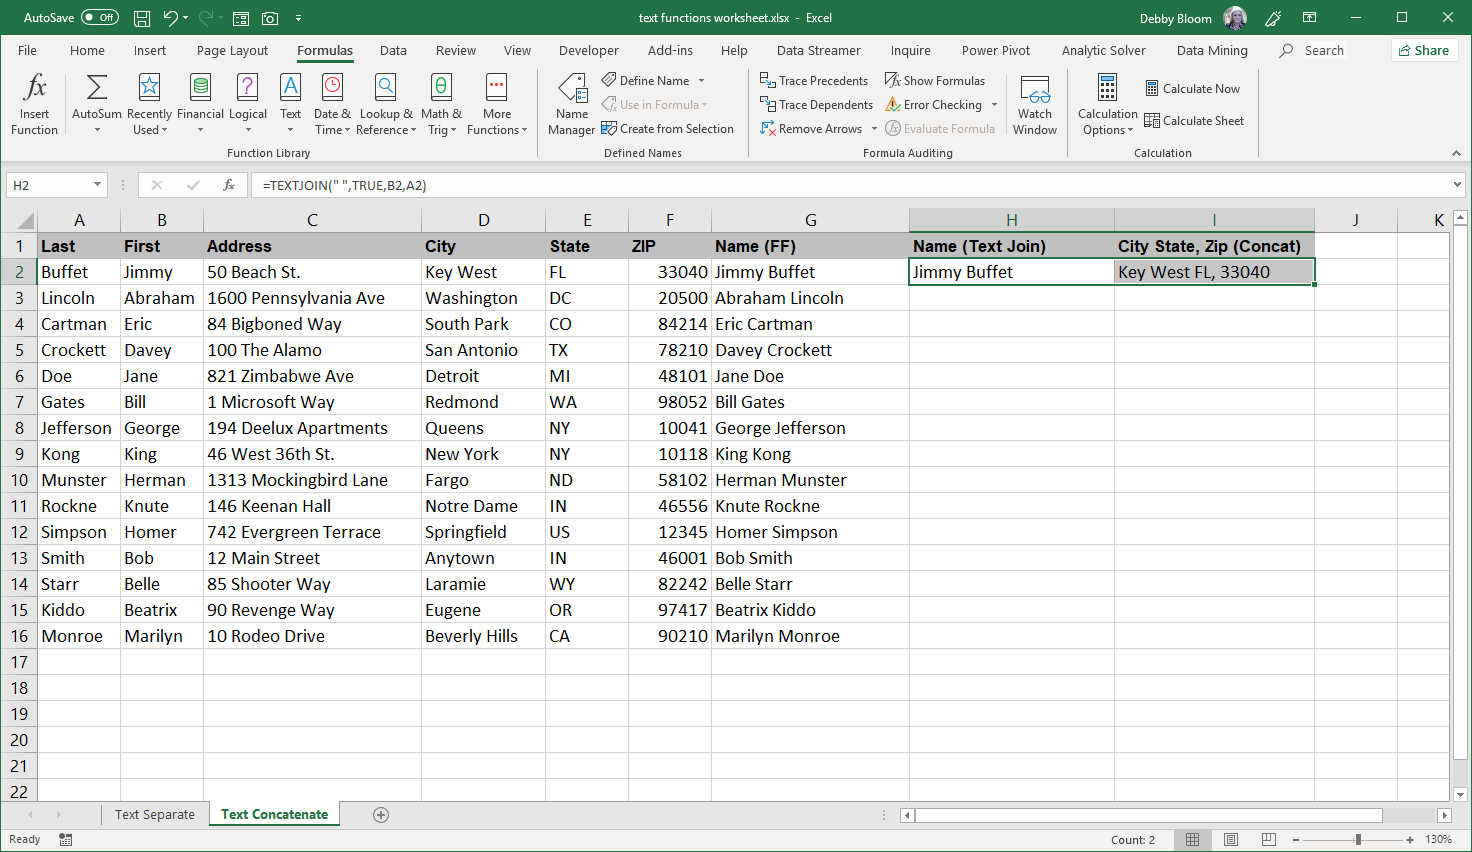 AutoSave Off text functions worksheet.xlsx - Excel Debby Bloom
File Home Insert Page Layout Formulas Data Review View Developer Add-ins Help Data Streamer Inquire Power Pivot Analytic Solver Data Mining Search Share
fx Σ ? A θ
Insert Function
AutoSum
Recently Used
Financial
Logical
Text
Date & Time
Lookup & Reference
Math & Trig
More Functions
Function Library
Name Manager
Define Name
Use in Formula
Create from Selection
Defined Names
Trace Precedents
Trace Dependents
Remove Arrows
Show Formulas
Error Checking
Evaluate Formula
Formula Auditing
Watch Window
Calculation Options
Calculate Now
Calculate Sheet
Calculation
H2 fx =TEXTJOIN(" ",TRUE,B2,A2)
A B C D E F G H I J K
1 Last First Address City State ZIP Name (FF) Name (Text Join) City State, Zip (Concat)
2 Buffet Jimmy 50 Beach St. Key West FL 33040 Jimmy Buffet Jimmy Buffet Key West FL, 33040
3 Lincoln Abraham 1600 Pennsylvania Ave Washington DC 20500 Abraham Lincoln
4 Cartman Eric 84 Bigboned Way South Park CO 84214 Eric Cartman
5 Crockett Davey 100 The Alamo San Antonio TX 78210 Davey Crockett
6 Doe Jane 821 Zimbabwe Ave Detroit MI 48101 Jane Doe
7 Gates Bill 1 Microsoft Way Redmond WA 98052 Bill Gates
8 Jefferson George 194 Deelux Apartments Queens NY 10041 George Jefferson
9 Kong King 46 West 36th St. New York NY 10118 King Kong
10 Munster Herman 1313 Mockingbird Lane Fargo ND 58102 Herman Munster
11 Rockne Knute 146 Keenan Hall Notre Dame IN 46556 Knute Rockne
12 Simpson Homer 742 Evergreen Terrace Springfield US 12345 Homer Simpson
13 Smith Bob 12 Main Street Anytown IN 46001 Bob Smith
14 Starr Belle 85 Shooter Way Laramie WY 82242 Belle Starr
15 Kiddo Beatrix 90 Revenge Way Eugene OR 97417 Beatrix Kiddo
16 Monroe Marilyn 10 Rodeo Drive Beverly Hills CA 90210 Marilyn Monroe
17
18
19
20
21
22
Text Separate Text Concatenate
Ready Count: 2 130%